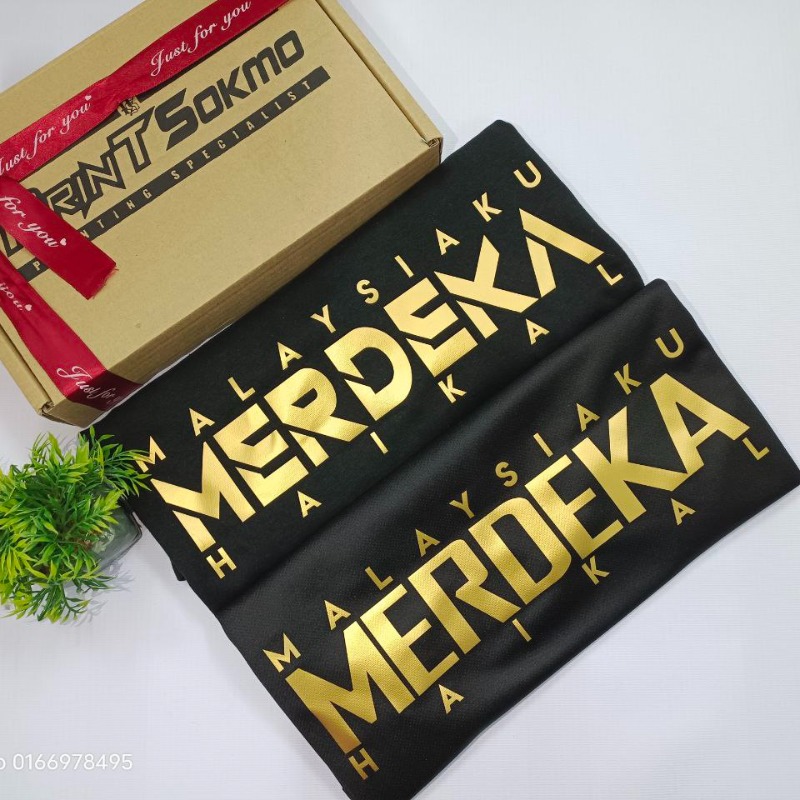 Just for you
Just for you
for you
you
Just for
PRINT SOKMO
PRINTING SPECIALIST
MALAYSIAKU
MERDEKA
HAIKAL
MALAYSIAKU
MERDEKA
HAIKAL
0166978495